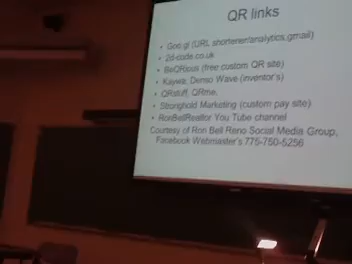 QR links
• Goo.gl (URL shortener/analytics,gmail)
• 2d-code.co.uk
• BeQRious (free custom QR site)
• Kaywa, Denso Wave (inventor's)
• QRstuff, QRme,
• Stronghold Marketing (custom pay site)
• RonBellRealtor You Tube channel
Courtesy of Ron Bell Reno Social Media Group,
Facebook Webmaster's 775-750-5256